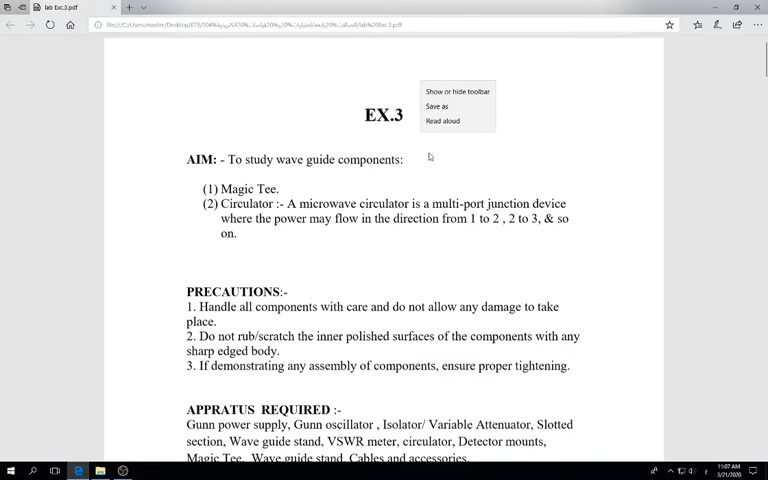 lab Exc.3.pdf
EX.3
Show or hide toolbar
Save as
Read aloud
AIM: - To study wave guide components:
(1) Magic Tee.
(2) Circulator :- A microwave circulator is a multi-port junction device
where the power may flow in the direction from 1 to 2 , 2 to 3, & so
on.
PRECAUTIONS:-
1. Handle all components with care and do not allow any damage to take
place.
2. Do not rub/scratch the inner polished surfaces of the components with any
sharp edged body.
3. If demonstrating any assembly of components, ensure proper tightening.
APPRATUS REQUIRED :-
Gunn power supply, Gunn oscillator , Isolator/ Variable Attenuator, Slotted
section, Wave guide stand, VSWR meter, circulator, Detector mounts,
Magic Tee, Wave guide stand, Cables and accessories.
11:07 AM
3/21/2020